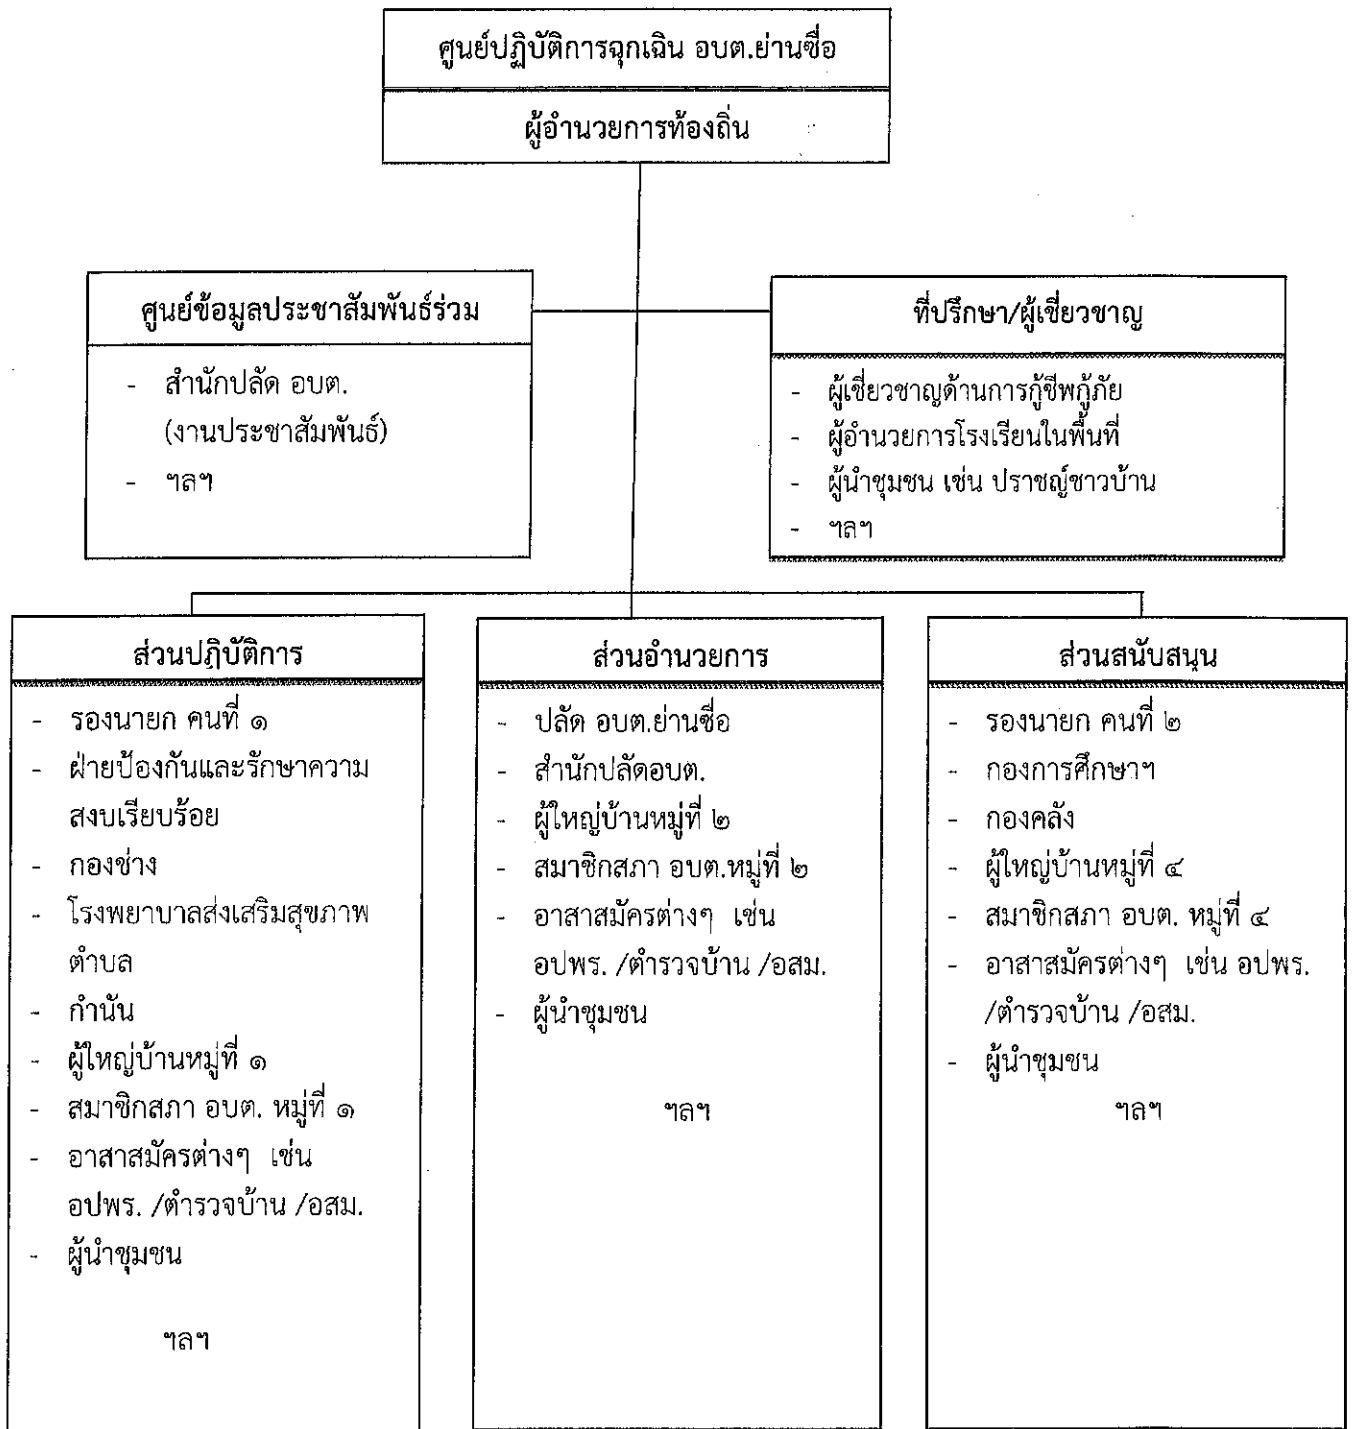 ศูนย์ปฏิบัติการฉุกเฉิน อบต.ย่านซื่อ
ผู้อำนวยการท้องถิ่น
ศูนย์ข้อมูลประชาสัมพันธ์ร่วม
- สำนักปลัด อบต.
(งานประชาสัมพันธ์)
- ฯลฯ
ที่ปรึกษา/ผู้เชี่ยวชาญ
- ผู้เชี่ยวชาญด้านการกู้ชีพกู้ภัย
- ผู้อำนวยการโรงเรียนในพื้นที่
- ผู้นำชุมชน เช่น ปราชญ์ชาวบ้าน
- ฯลฯ
ส่วนปฏิบัติการ
- รองนายก คนที่ ๑
- ฝ่ายป้องกันและรักษาความ
สงบเรียบร้อย
- กองช่าง
- โรงพยาบาลส่งเสริมสุขภาพ
ตำบล
- กำนัน
- ผู้ใหญ่บ้านหมู่ที่ ๑
- สมาชิกสภา อบต. หมู่ที่ ๑
- อาสาสมัครต่างๆ เช่น
อปพร. /ตำรวจบ้าน /อสม.
- ผู้นำชุมชน
ฯลฯ
ส่วนอำนวยการ
- ปลัด อบต.ย่านซื่อ
- สำนักปลัดอบต.
- ผู้ใหญ่บ้านหมู่ที่ ๒
- สมาชิกสภา อบต.หมู่ที่ ๒
- อาสาสมัครต่างๆ เช่น
อปพร. /ตำรวจบ้าน /อสม.
- ผู้นำชุมชน
ฯลฯ
ส่วนสนับสนุน
- รองนายก คนที่ ๒
- กองการศึกษาฯ
- กองคลัง
- ผู้ใหญ่บ้านหมู่ที่ ๔
- สมาชิกสภา อบต. หมู่ที่ ๔
- อาสาสมัครต่างๆ เช่น อปพร.
/ตำรวจบ้าน /อสม.
- ผู้นำชุมชน
ฯลฯ